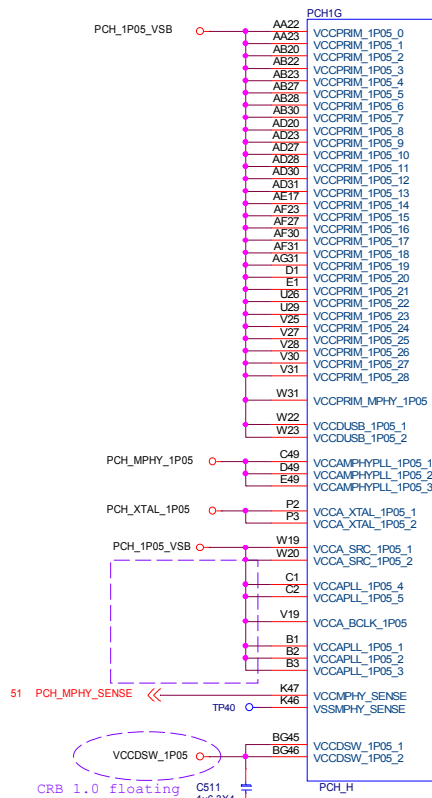 PCH1G
PCH_1P05_VSB
AA22 VCCPRIM_1P05_0
AA23 VCCPRIM_1P05_1
AB20 VCCPRIM_1P05_2
AB22 VCCPRIM_1P05_3
AB23 VCCPRIM_1P05_4
AB27 VCCPRIM_1P05_5
AB28 VCCPRIM_1P05_6
AB30 VCCPRIM_1P05_7
AD20 VCCPRIM_1P05_8
AD23 VCCPRIM_1P05_9
AD27 VCCPRIM_1P05_10
AD28 VCCPRIM_1P05_11
AD30 VCCPRIM_1P05_12
AD31 VCCPRIM_1P05_13
AE17 VCCPRIM_1P05_14
AF23 VCCPRIM_1P05_15
AF27 VCCPRIM_1P05_16
AF30 VCCPRIM_1P05_17
AF31 VCCPRIM_1P05_18
AG31 VCCPRIM_1P05_19
D1 VCCPRIM_1P05_20
E1 VCCPRIM_1P05_21
U26 VCCPRIM_1P05_22
U29 VCCPRIM_1P05_23
V25 VCCPRIM_1P05_24
V27 VCCPRIM_1P05_25
V28 VCCPRIM_1P05_26
V30 VCCPRIM_1P05_27
V31 VCCPRIM_1P05_28
W31 VCCPRIM_MPHY_1P05
W22 VCCDUSB_1P05_1
W23 VCCDUSB_1P05_2
PCH_MPHY_1P05
C49 VCCAMPHYPLL_1P05_1
D49 VCCAMPHYPLL_1P05_2
E49 VCCAMPHYPLL_1P05_3
PCH_XTAL_1P05
P2 VCCA_XTAL_1P05_1
P3 VCCA_XTAL_1P05_2
PCH_1P05_VSB
W19 VCCA_SRC_1P05_1
W20 VCCA_SRC_1P05_2
C1 VCCAPLL_1P05_4
C2 VCCAPLL_1P05_5
V19 VCCA_BCLK_1P05
B1 VCCAPLL_1P05_1
B2 VCCAPLL_1P05_2
B3 VCCAPLL_1P05_3
51 PCH_MPHY_SENSE K47 VCCMPHY_SENSE
TP40 K46 VSSMPHY_SENSE
VCCDSW_1P05
BG45 VCCDSW_1P05_1
BG46 VCCDSW_1P05_2
CRB 1.0 floating
C511
PCH_H